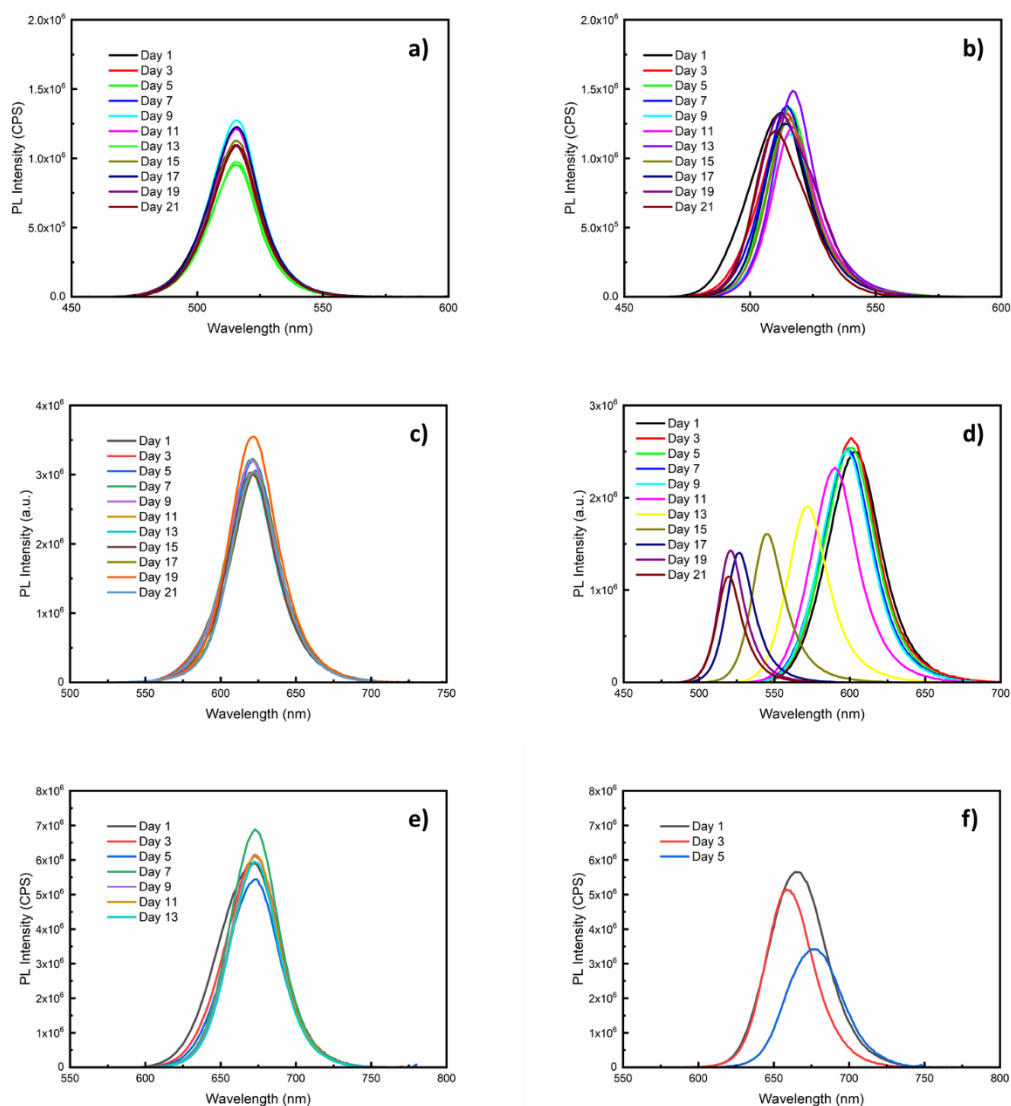 a)
2.0x10⁶
1.5x10⁶
1.0x10⁶
5.0x10⁵
0.0
PL Intensity (CPS)
Day 1
Day 3
Day 5
Day 7
Day 9
Day 11
Day 13
Day 15
Day 17
Day 19
Day 21
450 500 550 600
Wavelength (nm)
b)
2.0x10⁶
1.5x10⁶
1.0x10⁶
5.0x10⁵
0.0
PL Intensity (CPS)
Day 1
Day 3
Day 5
Day 7
Day 9
Day 11
Day 13
Day 15
Day 17
Day 19
Day 21
450 500 550 600
Wavelength (nm)
c)
4x10⁶
3x10⁶
2x10⁶
1x10⁶
0
PL Intensity (a.u.)
Day 1
Day 3
Day 5
Day 7
Day 9
Day 11
Day 13
Day 15
Day 17
Day 19
Day 21
500 550 600 650 700 750
Wavelength (nm)
d)
3x10⁶
2x10⁶
1x10⁶
0
PL Intensity (CPS)
Day 1
Day 3
Day 5
Day 7
Day 9
Day 11
Day 13
Day 15
Day 17
Day 19
Day 21
450 500 550 600 650 700
Wavelength (nm)
e)
8x10⁶
7x10⁶
6x10⁶
5x10⁶
4x10⁶
3x10⁶
2x10⁶
1x10⁶
0
PL Intensity (CPS)
Day 1
Day 3
Day 5
Day 7
Day 9
Day 11
Day 13
550 600 650 700 750 800
Wavelength (nm)
f)
8x10⁶
7x10⁶
6x10⁶
5x10⁶
4x10⁶
3x10⁶
2x10⁶
1x10⁶
0
PL Intensity (CPS)
Day 1
Day 3
Day 5
550 600 650 700 750 800
Wavelength (nm)